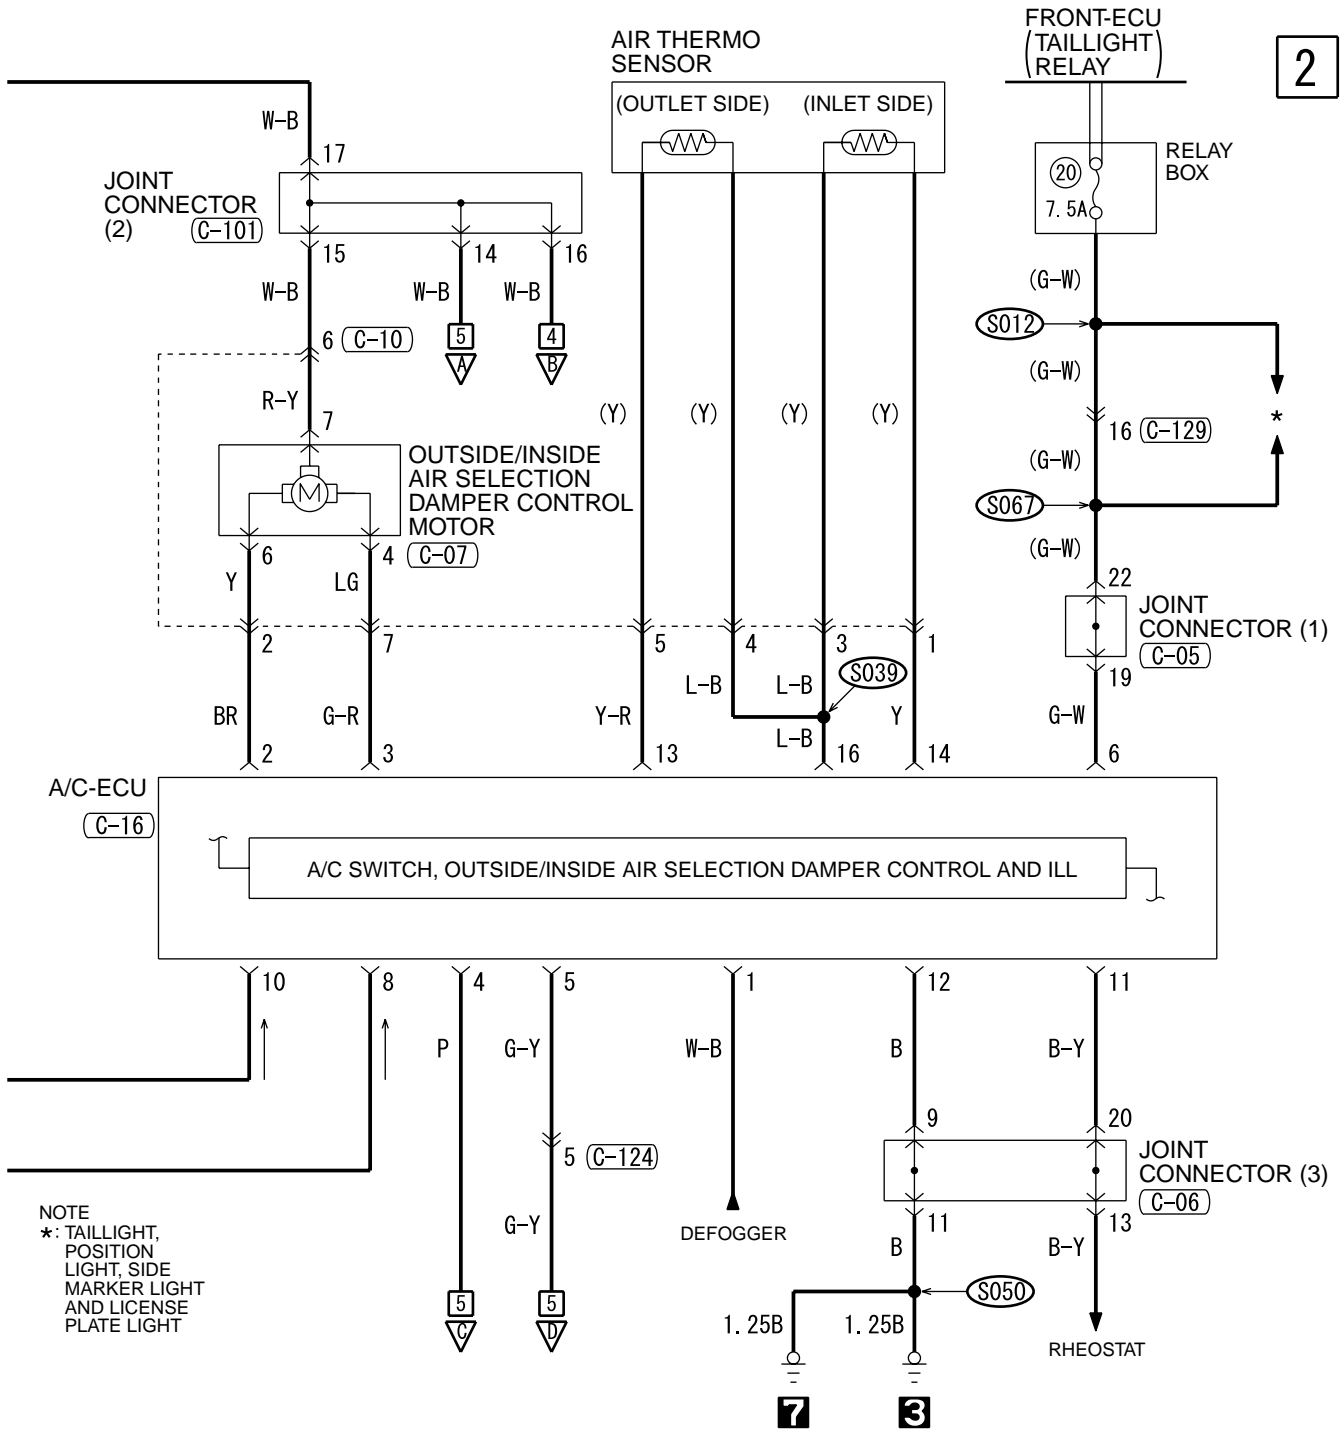 FRONT-ECU
(TAILLIGHT
RELAY)
2
AIR THERMO
SENSOR
(OUTLET SIDE)
(INLET SIDE)
W-B
17
JOINT
CONNECTOR
(2)
C-101
RELAY
BOX
20
7.5A
15
14
16
W-B
W-B
W-B
(G-W)
S012
6
C-10
5
A
4
B
(G-W)
R-Y
7
(Y)
(Y)
(Y)
(Y)
*
16
C-129
M
OUTSIDE/INSIDE
AIR SELECTION
DAMPER CONTROL
MOTOR
C-07
(G-W)
S067
(G-W)
6
4
Y
LG
22
JOINT
CONNECTOR (1)
C-05
19
2
7
5
4
3
1
S039
L-B
L-B
BR
G-R
Y-R
L-B
Y
G-W
2
3
13
16
14
6
A/C-ECU
C-16
A/C SWITCH, OUTSIDE/INSIDE AIR SELECTION DAMPER CONTROL AND ILL
10
8
4
5
1
12
11
P
G-Y
W-B
B
B-Y
9
20
5
C-124
JOINT
CONNECTOR (3)
C-06
NOTE
*: TAILLIGHT,
POSITION
LIGHT, SIDE
MARKER LIGHT
AND LICENSE
PLATE LIGHT
G-Y
DEFOGGER
11
13
B
B-Y
S050
5
C
5
D
1.25B
1.25B
RHEOSTAT
7
3